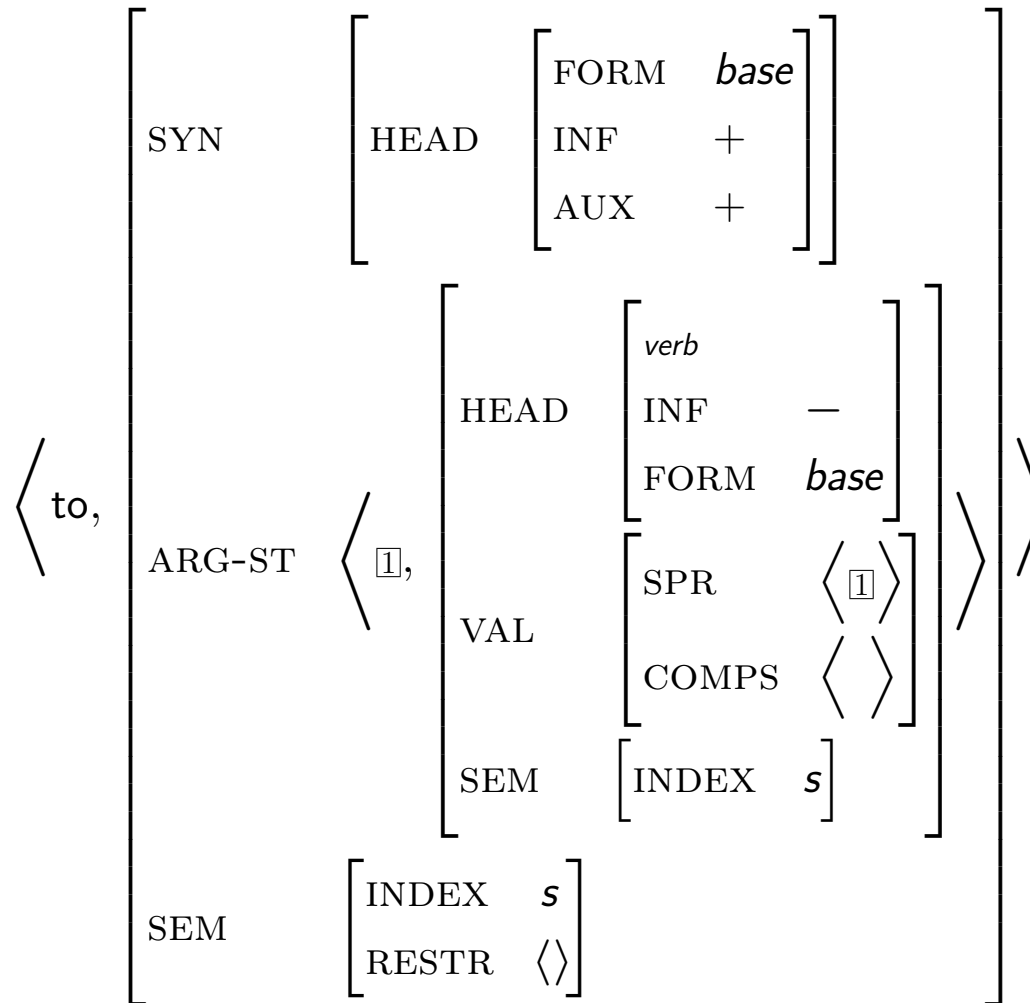 FORM base
SYN HEAD INF +
AUX +
verb
HEAD INF −
FORM base
⟨ to, ARG-ST ⟨ 1, SPR ⟨ 1 ⟩ ⟩ ⟩
VAL
COMPS ⟨ ⟩
SEM INDEX s
INDEX s
SEM
RESTR ⟨⟩